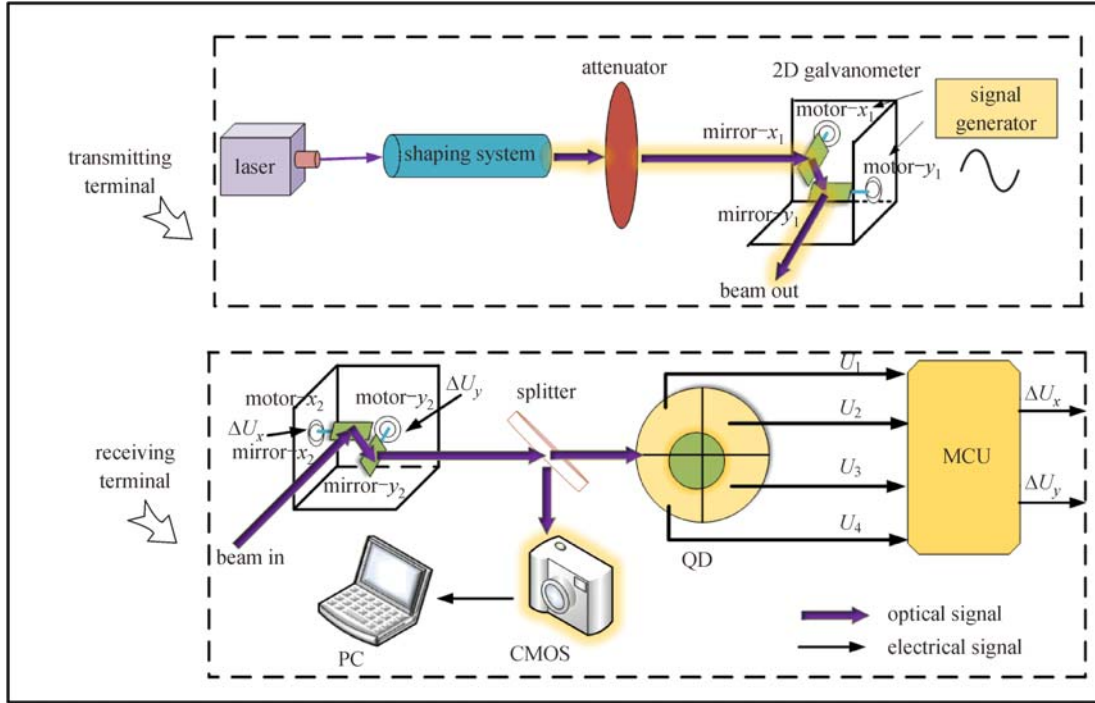 attenuator
2D galvanometer
motor-x₁
signal
generator
mirror-x₁
shaping system
laser
motor-y₁
transmitting
terminal
mirror-y₁
beam out
U₁
motor-x₂
motor-y₂
ΔUᵧ
splitter
ΔUₓ
U₂
ΔUₓ
mirror-x₂
MCU
receiving
terminal
mirror-y₂
U₃
ΔUᵧ
U₄
beam in
QD
optical signal
PC
CMOS
electrical signal